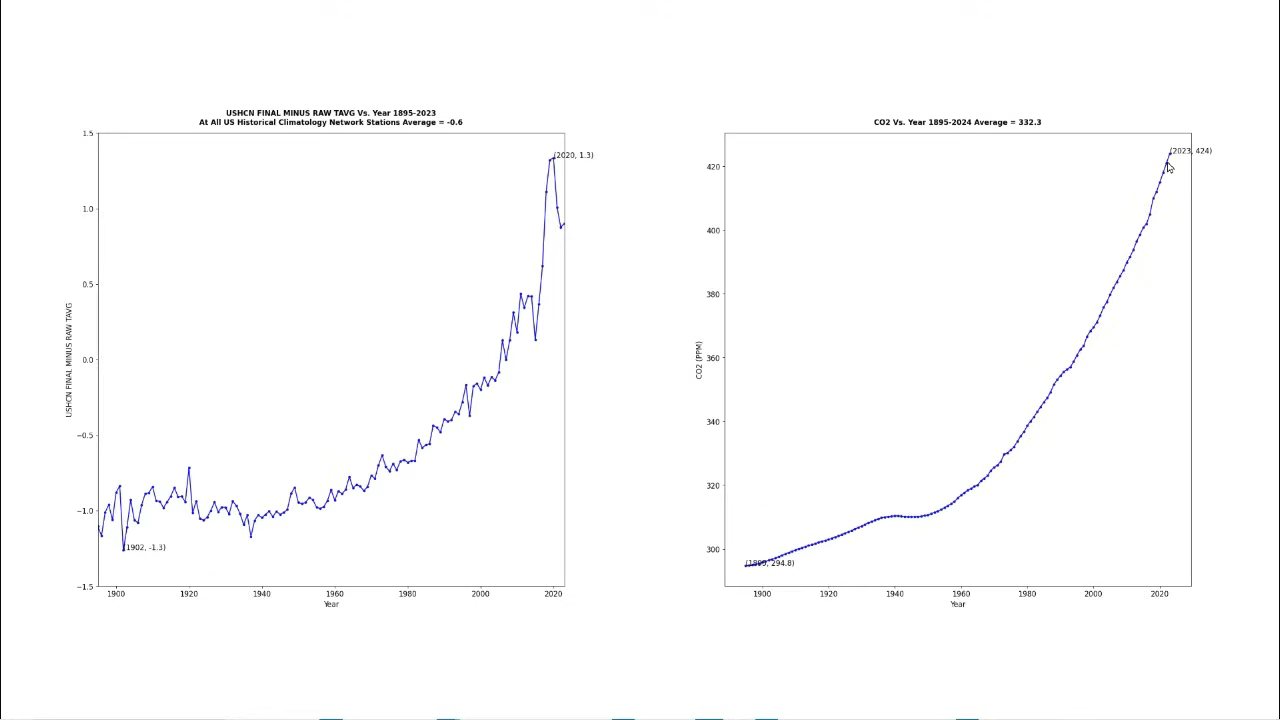 USHCN FINAL MINUS RAW TAVG Vs. Year 1895-2023
At All US Historical Climatology Network Stations Average = -0.6
1.5
1.0
0.5
0.0
−0.5
−1.0
−1.5
USHCN FINAL MINUS RAW TAVG
(2020, 1.3)
(1902, -1.3)
1900 1920 1940 1960 1980 2000 2020
Year
CO2 Vs. Year 1895-2024 Average = 332.3
420
400
380
360
340
320
300
CO2 (PPM)
(2023, 424)
(1895, 294.8)
1900 1920 1940 1960 1980 2000 2020
Year